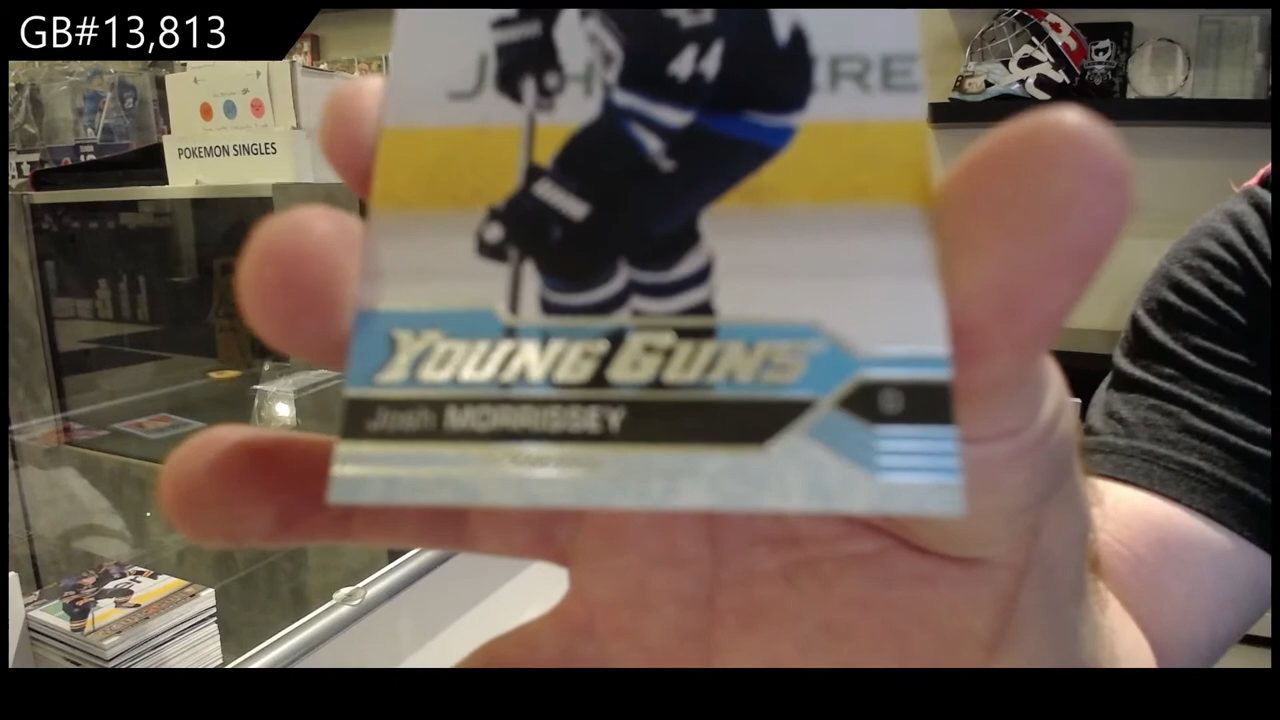 GB#13,813
POKEMON SINGLES
44
YOUNG GUNS
Josh MORRISSEY
D